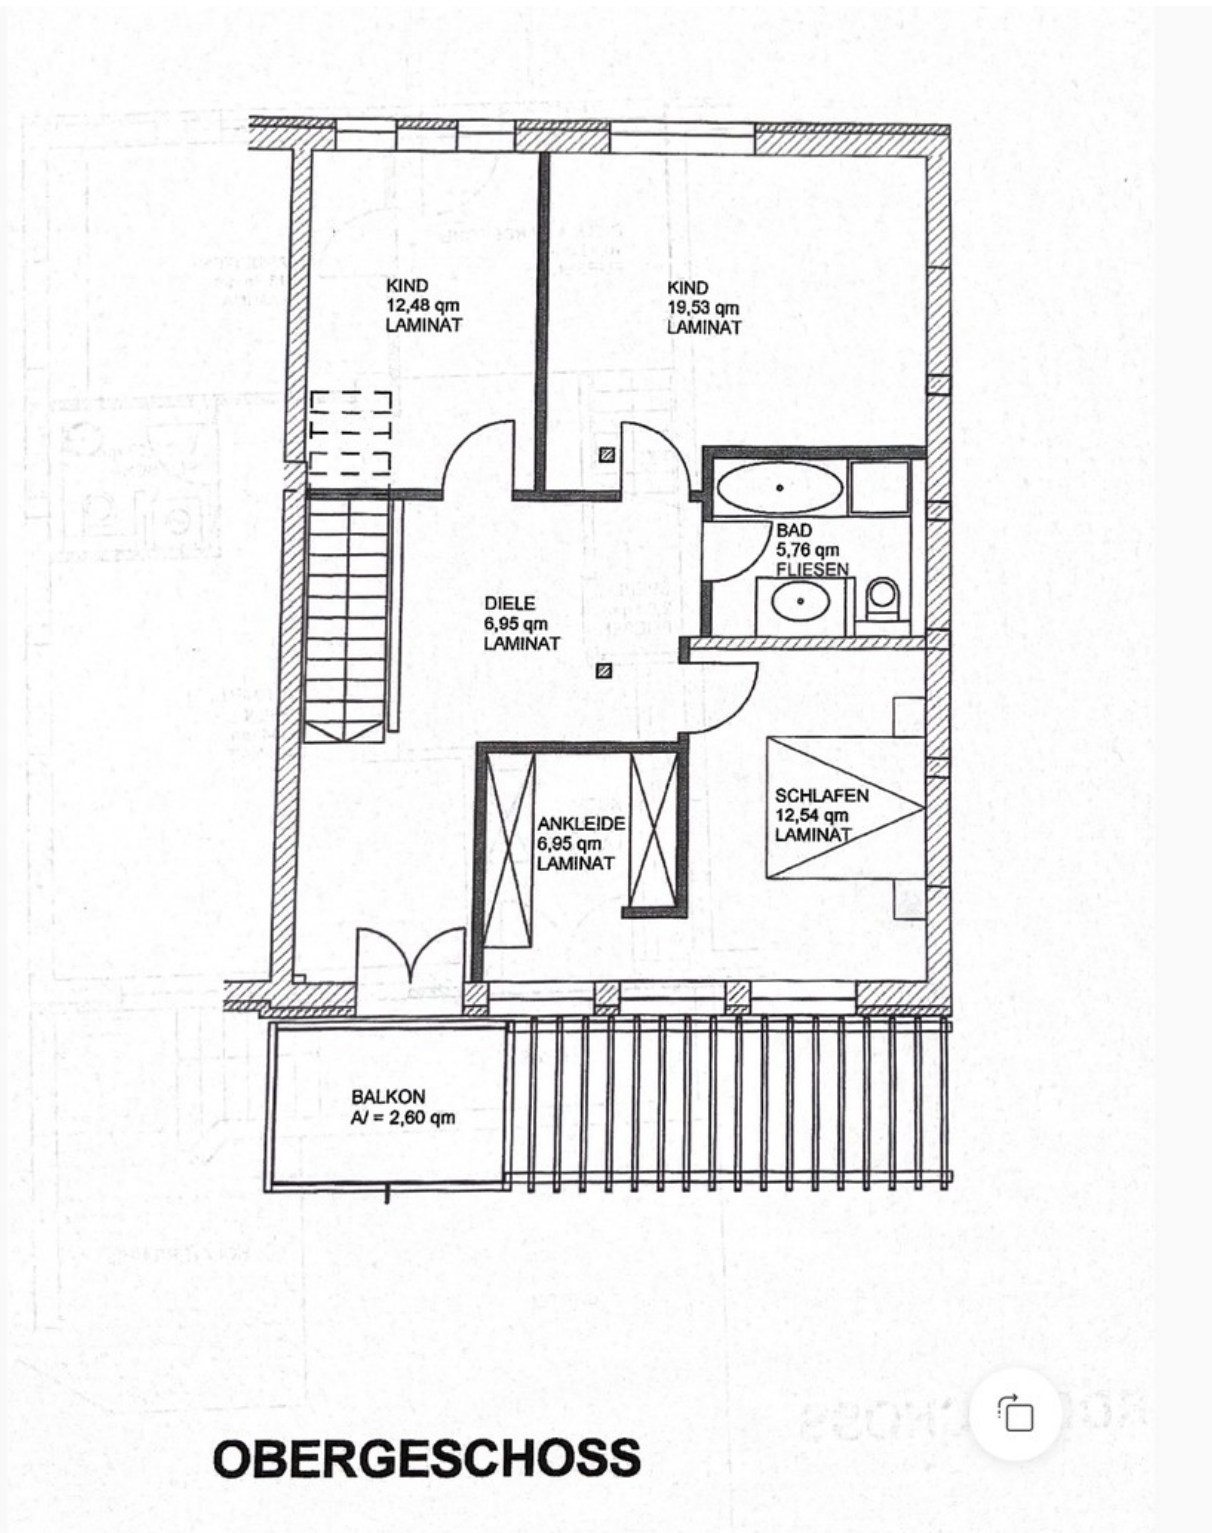 KIND
12,48 qm
LAMINAT
KIND
19,53 qm
LAMINAT
BAD
5,76 qm
FLIESEN
DIELE
6,95 qm
LAMINAT
SCHLAFEN
12,54 qm
LAMINAT
ANKLEIDE
6,95 qm
LAMINAT
BALKON
A/ = 2,60 qm
OBERGESCHOSS